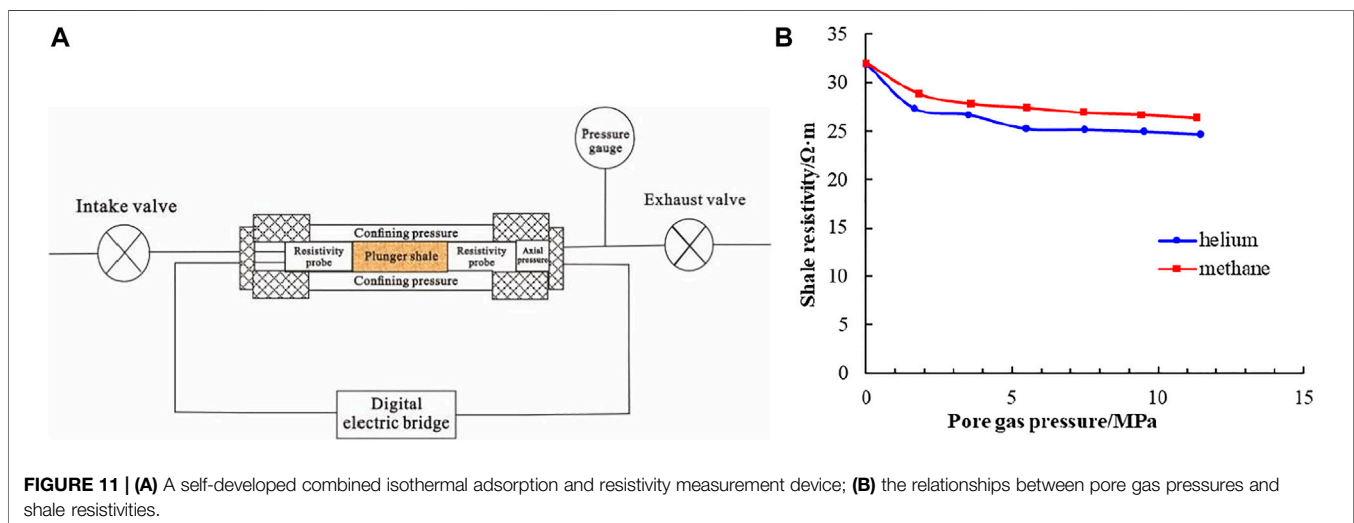 A
Pressure
gauge
Intake valve
Exhaust valve
Confining pressure
Resistivity
probe
Plunger shale
Resistivity
probe
Axial
pressure
Confining pressure
Digital
electric bridge
B
Shale resistivity/Ω·m
35
30
25
20
15
10
5
0
helium
methane
0
5
10
15
Pore gas pressure/MPa
FIGURE 11 | (A) A self-developed combined isothermal adsorption and resistivity measurement device; (B) the relationships between pore gas pressures and
shale resistivities.